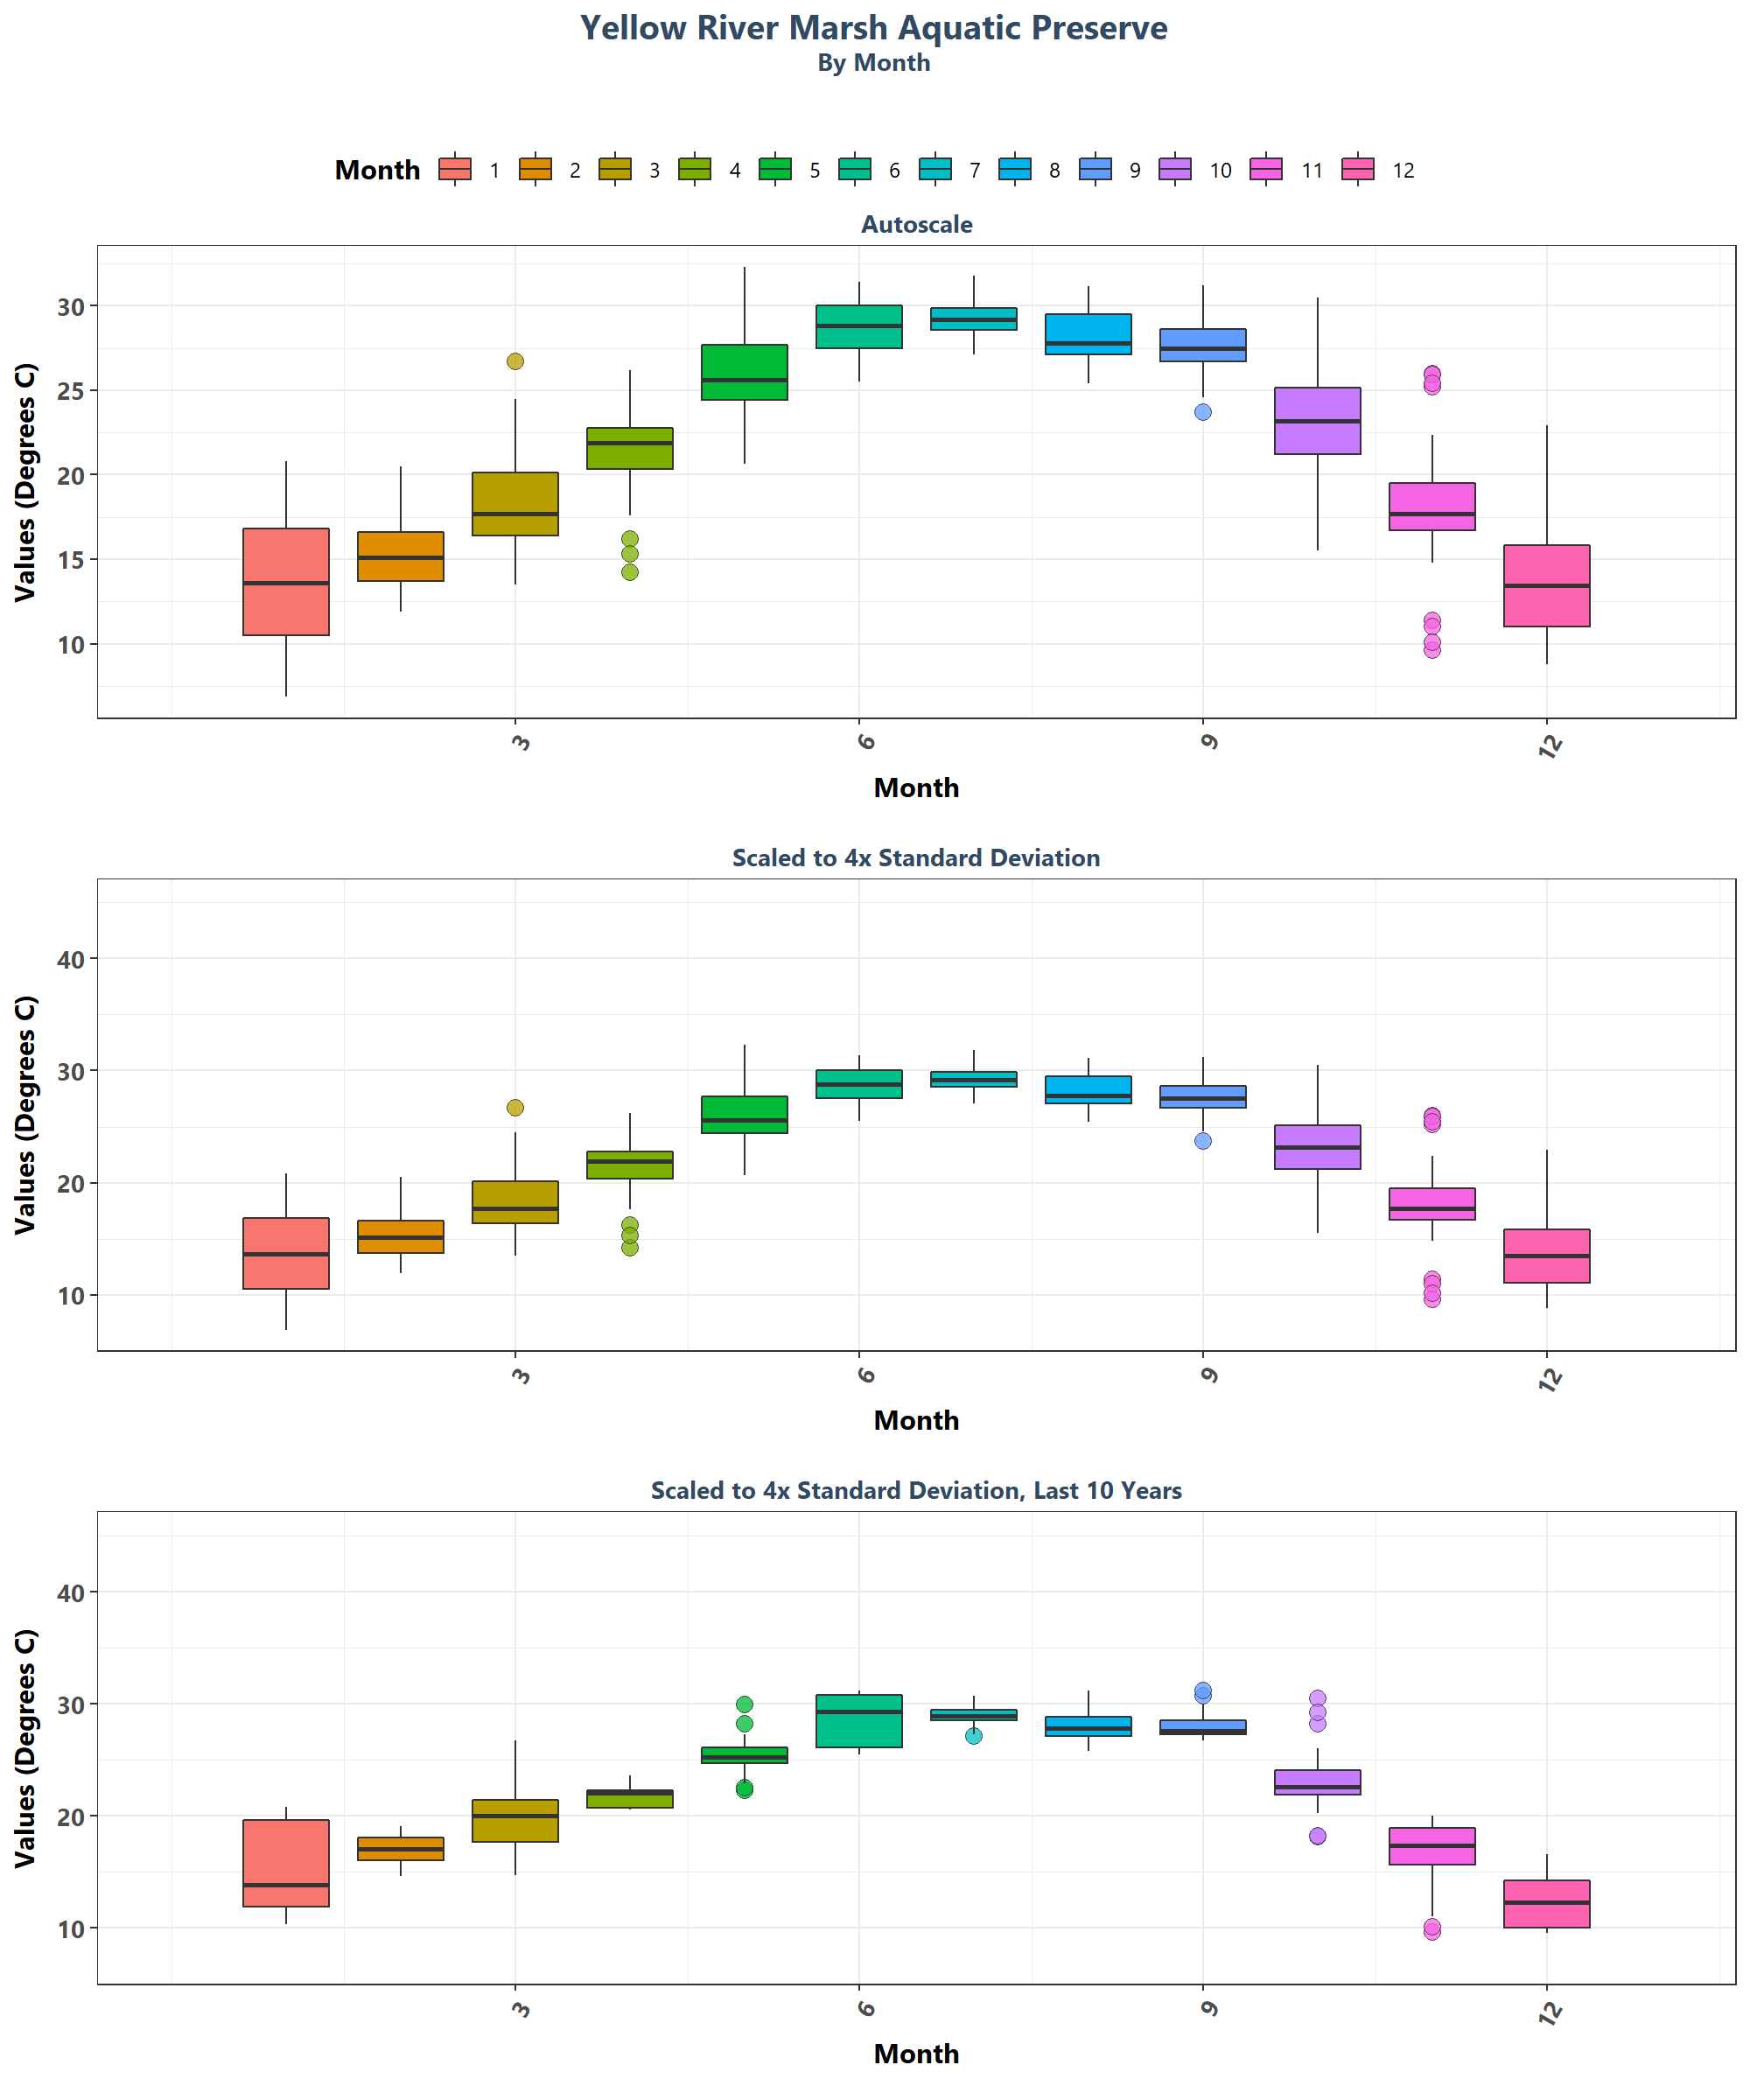 Yellow River Marsh Aquatic Preserve
By Month
Month 1 2 3 4 5 6 7 8 9 10 11 12
Autoscale
Values (Degrees C)
30
25
20
15
10
3 6 9 12
Month
Scaled to 4x Standard Deviation
Values (Degrees C)
40
30
20
10
3 6 9 12
Month
Scaled to 4x Standard Deviation, Last 10 Years
Values (Degrees C)
40
30
20
10
3 6 9 12
Month